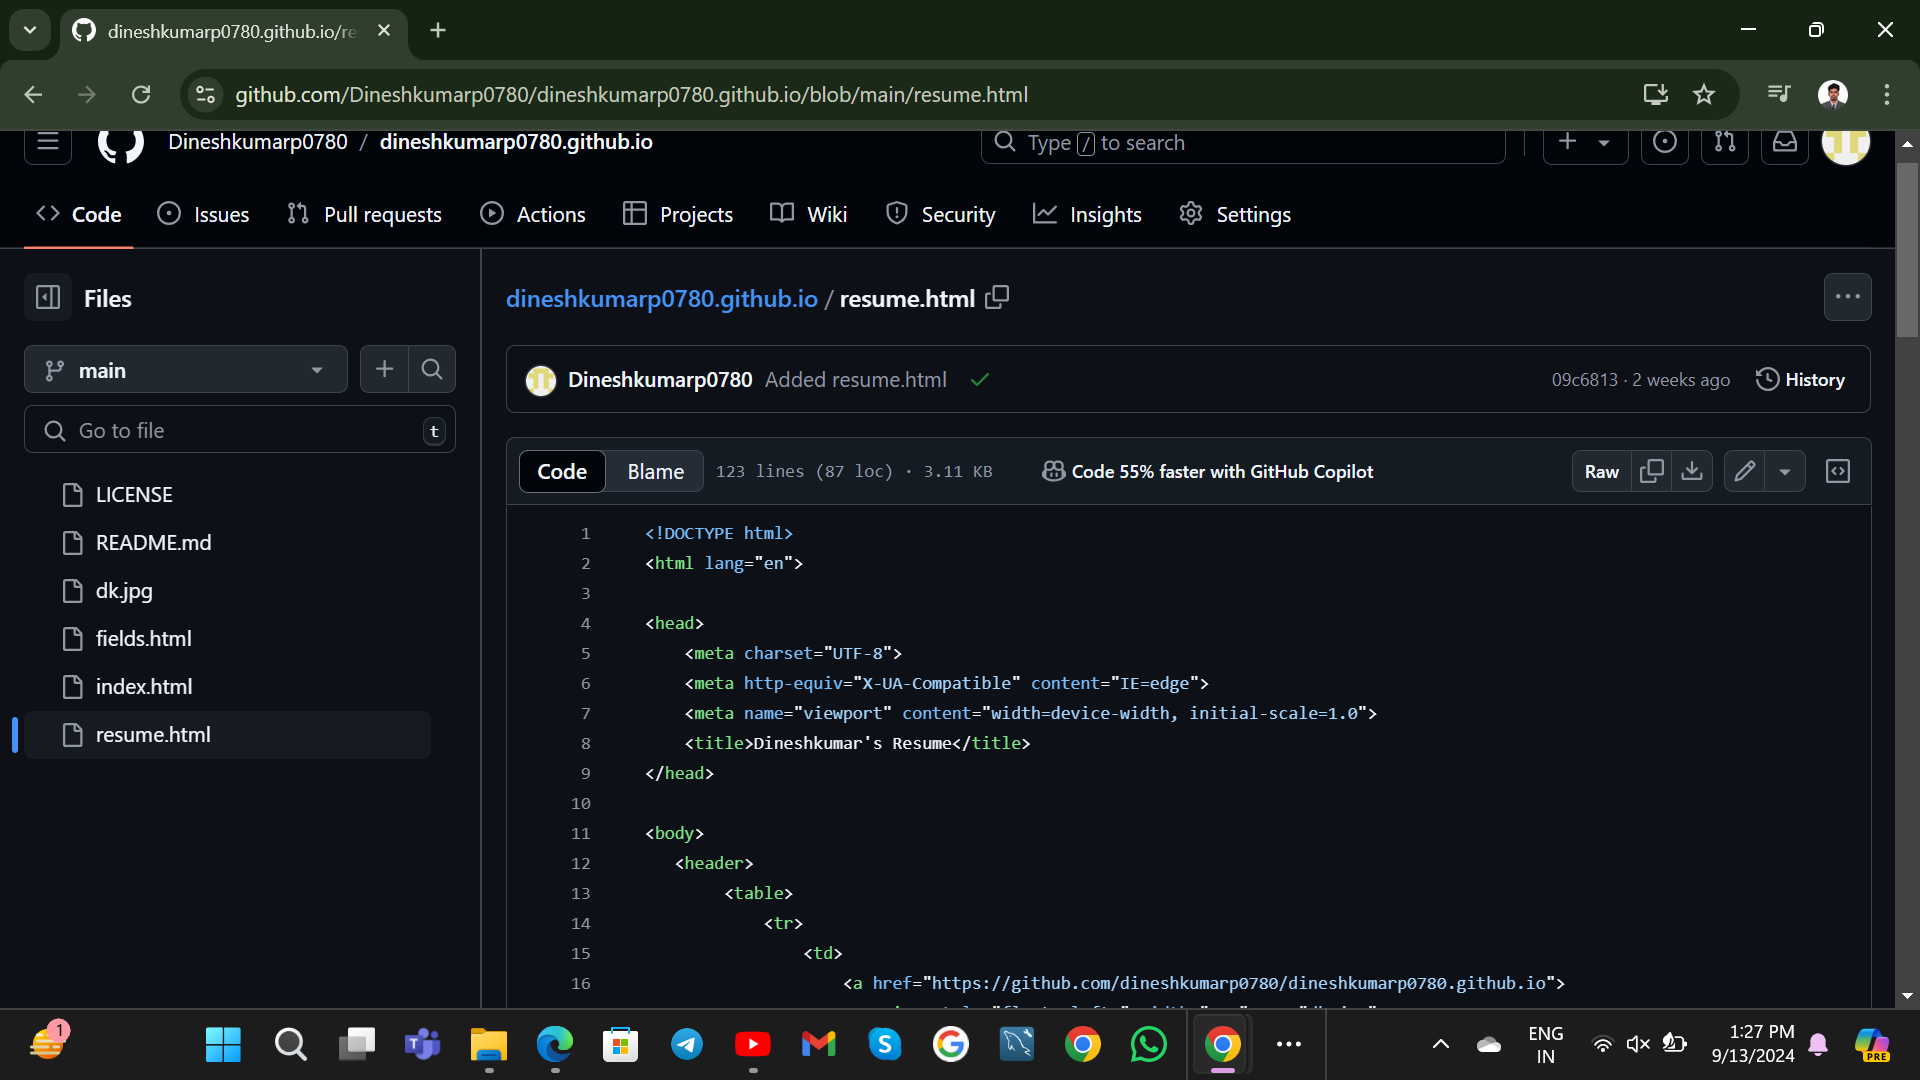 dineshkumarp0780.github.io/re
github.com/Dineshkumarp0780/dineshkumarp0780.github.io/blob/main/resume.html
Dineshkumarp0780 / dineshkumarp0780.github.io
Type / to search
Code Issues Pull requests Actions Projects Wiki Security Insights Settings
Files
main
Go to file t
LICENSE
README.md
dk.jpg
fields.html
index.html
resume.html
dineshkumarp0780.github.io / resume.html
Dineshkumarp0780 Added resume.html
09c6813 · 2 weeks ago History
Code Blame 123 lines (87 loc) · 3.11 KB Code 55% faster with GitHub Copilot Raw
1 <!DOCTYPE html>
2 <html lang="en">
3
4 <head>
5 <meta charset="UTF-8">
6 <meta http-equiv="X-UA-Compatible" content="IE=edge">
7 <meta name="viewport" content="width=device-width, initial-scale=1.0">
8 <title>Dineshkumar's Resume</title>
9 </head>
10
11 <body>
12 <header>
13 <table>
14 <tr>
15 <td>
16 <a href="https://github.com/dineshkumarp0780/dineshkumarp0780.github.io">
1
ENG
IN
1:27 PM
9/13/2024
PRE